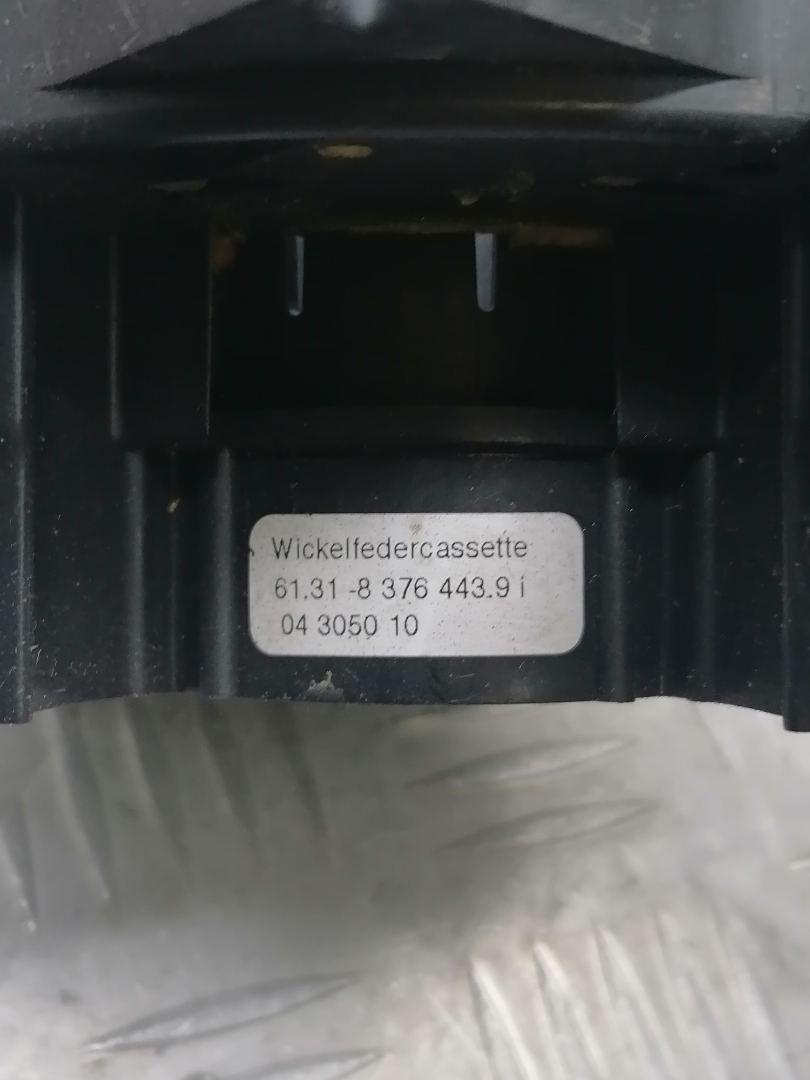 Wickelfedercassette
61.31 -8 376 443.9 i
04 3050 10